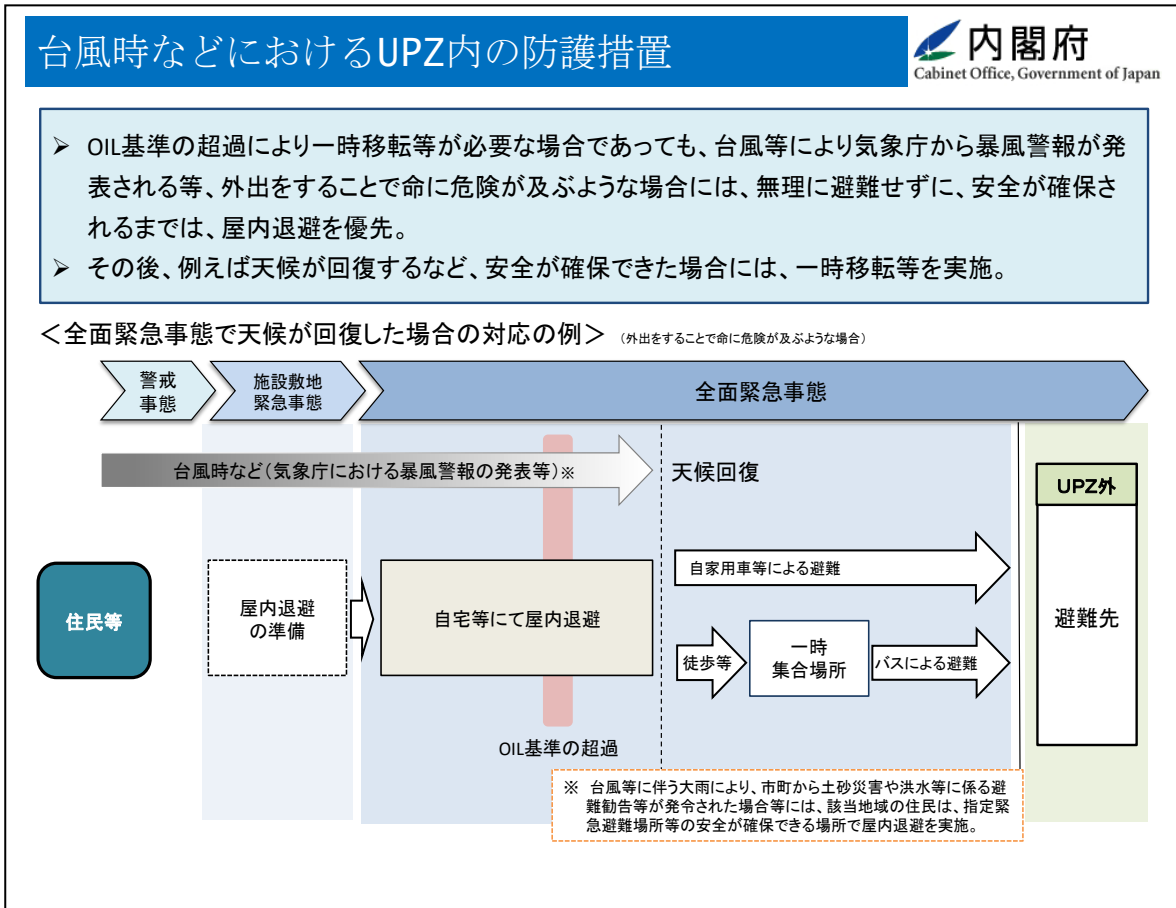 台風時などにおけるUPZ内の防護措置
内閣府
Cabinet Office, Government of Japan
➢ OIL基準の超過により一時移転等が必要な場合であっても、台風等により気象庁から暴風警報が発
表される等、外出をすることで命に危険が及ぶような場合には、無理に避難せずに、安全が確保さ
れるまでは、屋内退避を優先。
➢ その後、例えば天候が回復するなど、安全が確保できた場合には、一時移転等を実施。
＜全面緊急事態で天候が回復した場合の対応の例＞ （外出をすることで命に危険が及ぶような場合）
警戒
事態
施設敷地
緊急事態
全面緊急事態
台風時など（気象庁における暴風警報の発表等）※
天候回復
UPZ外
住民等
屋内退避
の準備
自宅等にて屋内退避
自家用車等による避難
徒歩等
一時
集合場所
バスによる避難
避難先
OIL基準の超過
※ 台風等に伴う大雨により、市町から土砂災害や洪水等に係る避
難勧告等が発令された場合等には、該当地域の住民は、指定緊
急避難場所等の安全が確保できる場所で屋内退避を実施。